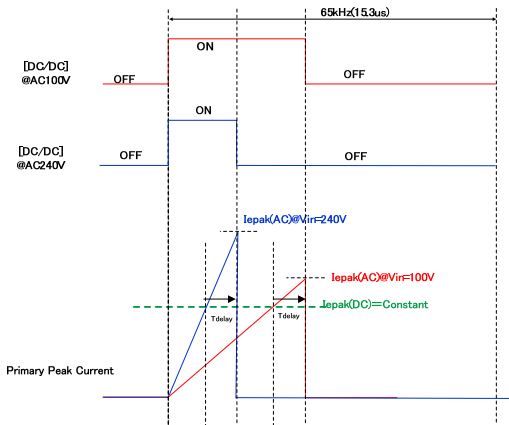 65kHz(15.3us)
[DC/DC]
@AC100V
OFF
ON
OFF
[DC/DC]
@AC240V
OFF
ON
OFF
Iepak(AC)@Vin=240V
Iepak(AC)@Vin=100V
Iepak(DC)=Constant
Tdelay
Tdelay
Primary Peak Current